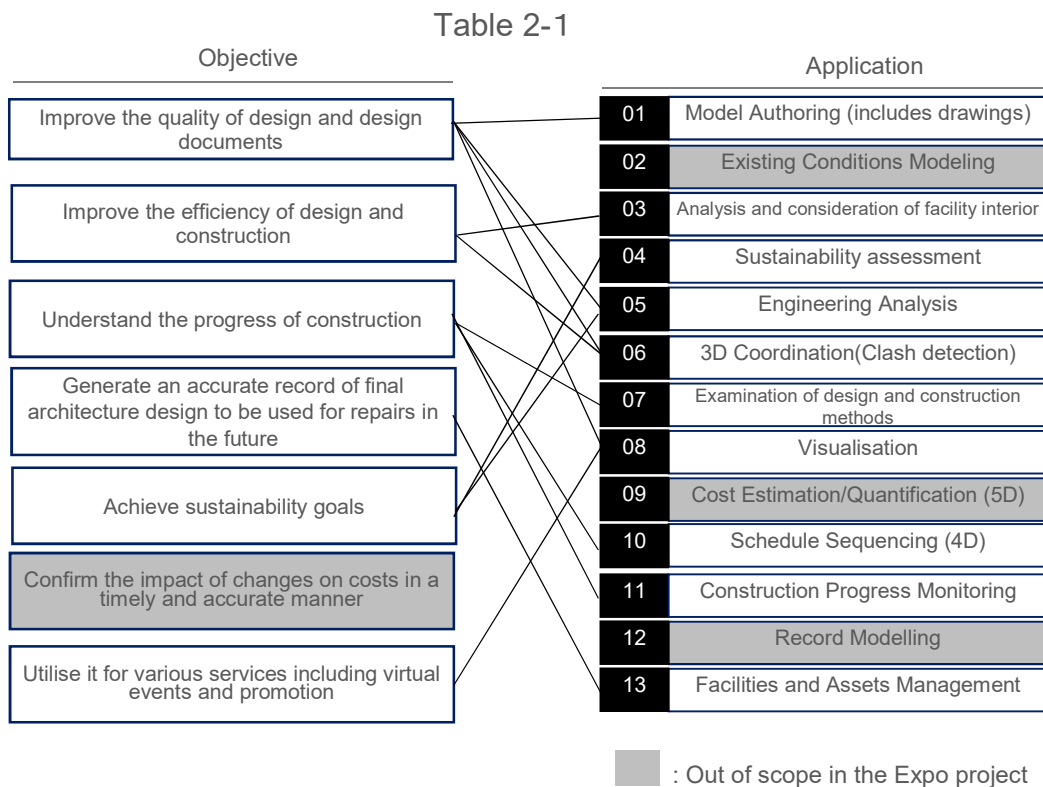 Table 2-1
Objective
Improve the quality of design and design
documents
Improve the efficiency of design and
construction
Understand the progress of construction
Generate an accurate record of final
architecture design to be used for repairs in
the future
Achieve sustainability goals
Confirm the impact of changes on costs in a
timely and accurate manner
Utilise it for various services including virtual
events and promotion
Application
01 Model Authoring (includes drawings)
02 Existing Conditions Modeling
03 Analysis and consideration of facility interior
04 Sustainability assessment
05 Engineering Analysis
06 3D Coordination(Clash detection)
07 Examination of design and construction
methods
08 Visualisation
09 Cost Estimation/Quantification (5D)
10 Schedule Sequencing (4D)
11 Construction Progress Monitoring
12 Record Modelling
13 Facilities and Assets Management
: Out of scope in the Expo project